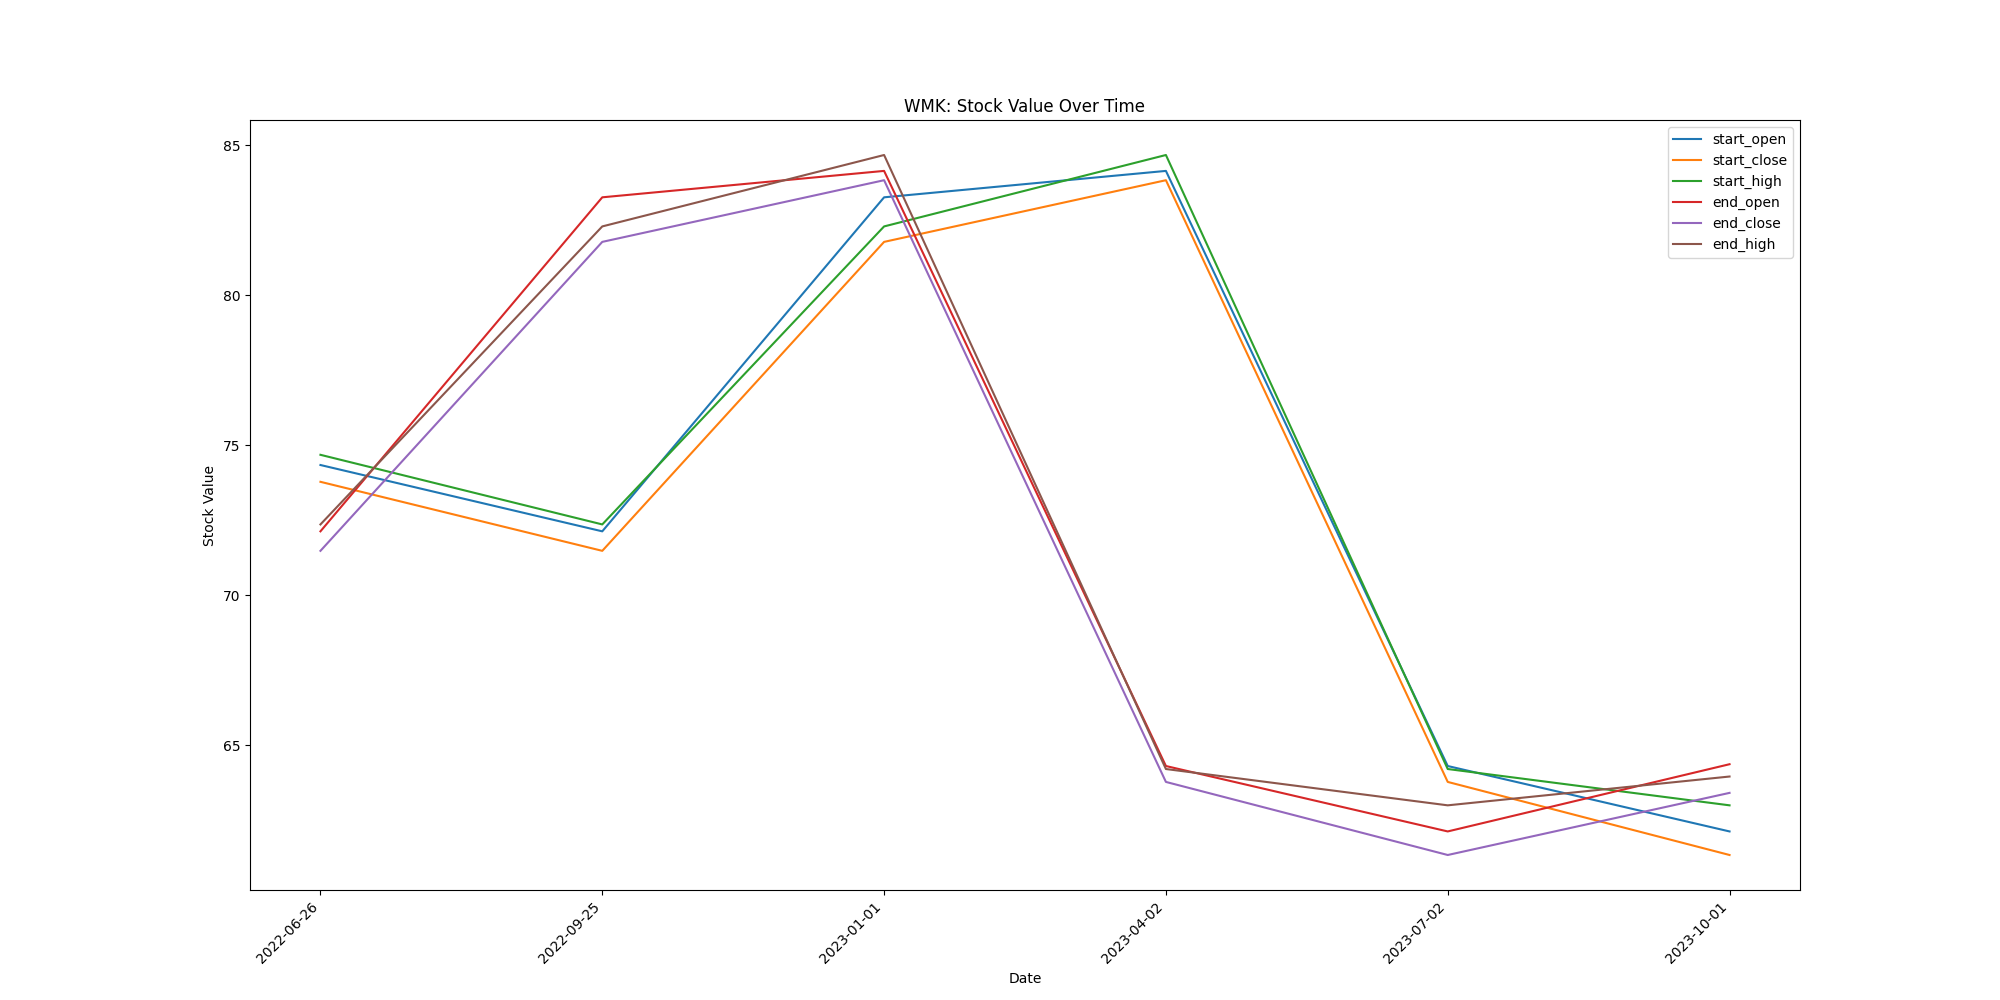 WMK: Stock Value Over Time
85
80
75
70
65
Stock Value
start_open
start_close
start_high
end_open
end_close
end_high
2022-06-26
2022-09-25
2023-01-01
2023-04-02
2023-07-02
2023-10-01
Date